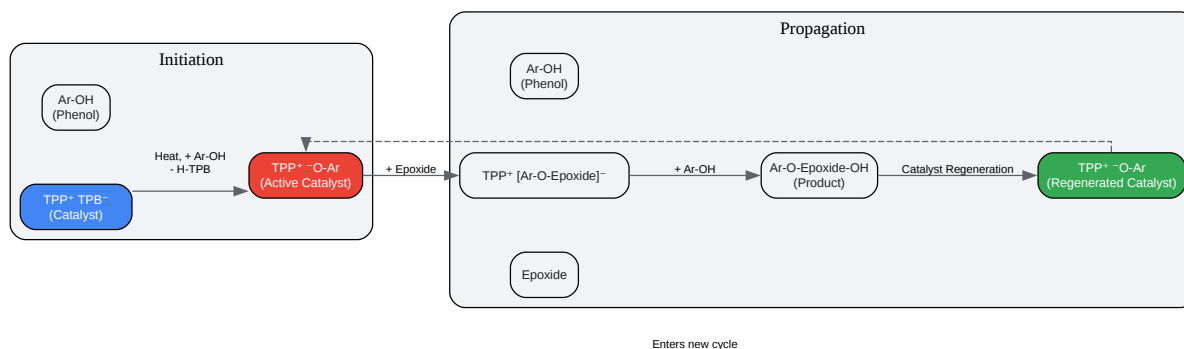 Initiation
Ar-OH
(Phenol)
Heat, + Ar-OH
- H-TPB
TPP⁺ TPB⁻
(Catalyst)
TPP⁺ ⁻O-Ar
(Active Catalyst)
+ Epoxide
Propagation
Ar-OH
(Phenol)
TPP⁺ [Ar-O-Epoxide]⁻
+ Ar-OH
Ar-O-Epoxide-OH
(Product)
Catalyst Regeneration
TPP⁺ ⁻O-Ar
(Regenerated Catalyst)
Epoxide
Enters new cycle